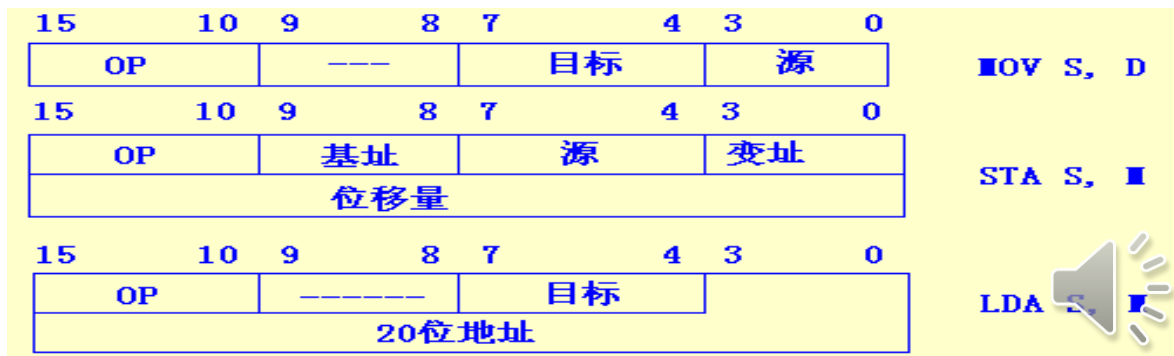 15 10 9 8 7 4 3 0
OP --- 目标 源 MOV S, D
15 10 9 8 7 4 3 0
OP 基址 源 变址
位移量 STA S, M
15 10 9 8 7 4 3 0
OP ------ 目标
20位地址 LDA S,